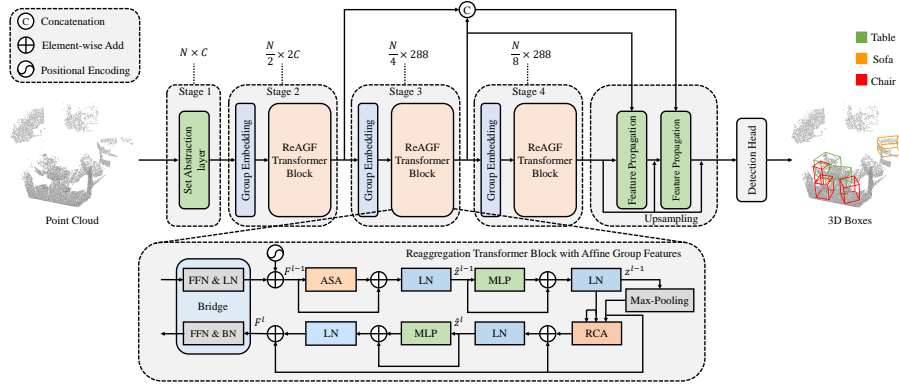 C Concatenation
Element-wise Add
Positional Encoding
C
N × C
N/2 × 2C
N/4 × 288
N/8 × 288
Table
Sofa
Chair
Stage 1
Stage 2
Stage 3
Stage 4
Set Abstraction
layer
Group Embedding
ReAGF
Transformer
Block
Group Embedding
ReAGF
Transformer
Block
Group Embedding
ReAGF
Transformer
Block
Feature Propagation
Feature Propagation
Upsampling
Detection Head
Point Cloud
3D Boxes
Reaggregation Transformer Block with Affine Group Features
FFN & LN
F^{l-1}
ASA
LN
ẑ^{l-1}
MLP
LN
z^{l-1}
Max-Pooling
Bridge
FFN & BN
F^l
LN
MLP
ẑ^l
LN
RCA